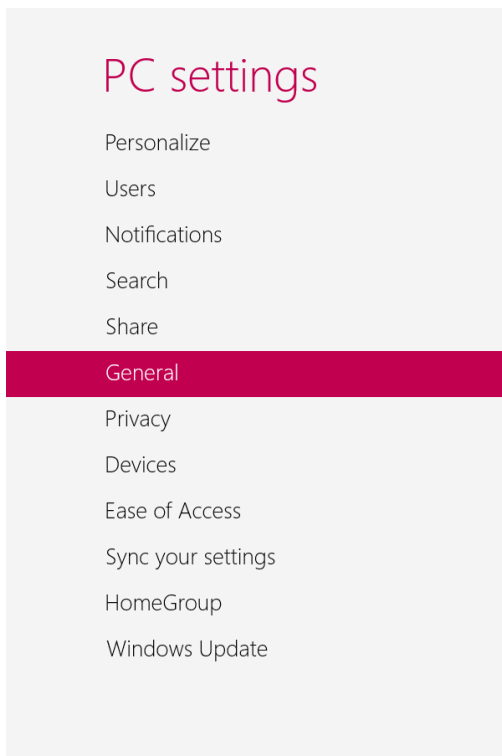 PC settings
Personalize
Users
Notifications
Search
Share
General
Privacy
Devices
Ease of Access
Sync your settings
HomeGroup
Windows Update